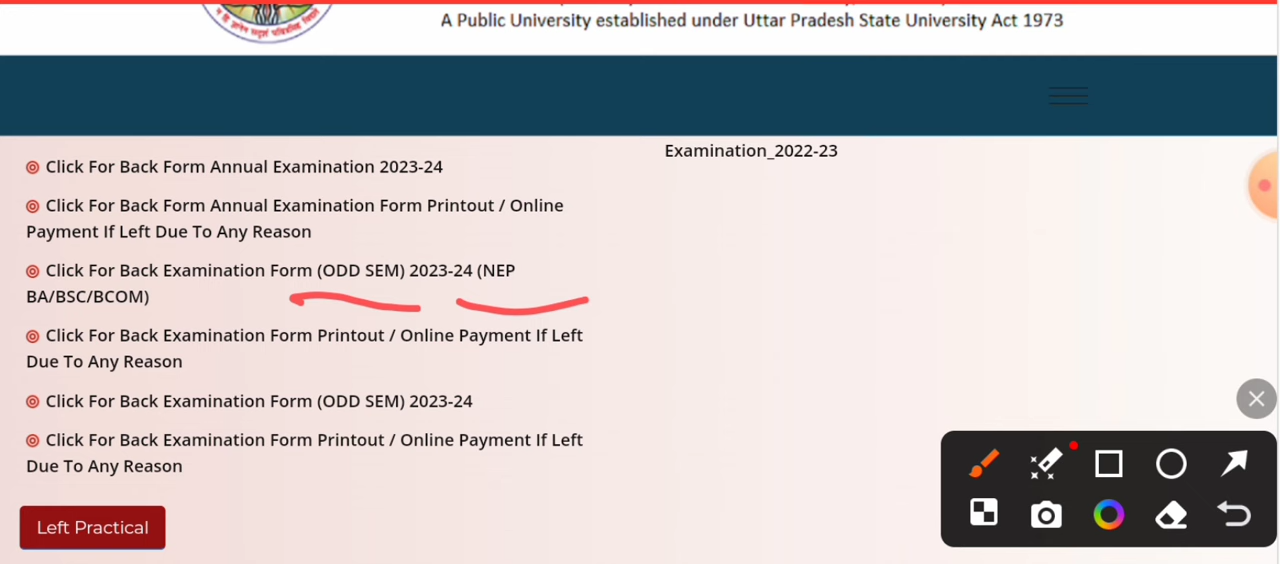 A Public University established under Uttar Pradesh State University Act 1973
Click For Back Form Annual Examination 2023-24
Click For Back Form Annual Examination Form Printout / Online
Payment If Left Due To Any Reason
Click For Back Examination Form (ODD SEM) 2023-24 (NEP
BA/BSC/BCOM)
Click For Back Examination Form Printout / Online Payment If Left
Due To Any Reason
Click For Back Examination Form (ODD SEM) 2023-24
Click For Back Examination Form Printout / Online Payment If Left
Due To Any Reason
Left Practical
Examination_2022-23